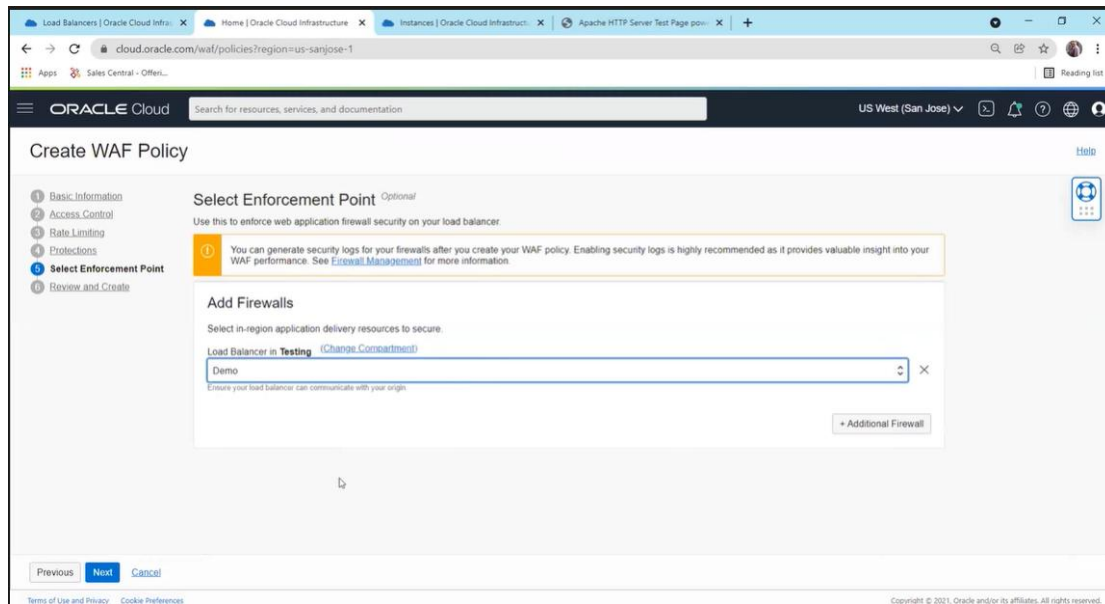 Load Balancers | Oracle Cloud Infra
Home | Oracle Cloud Infrastructure
Instances | Oracle Cloud Infrastruct
Apache HTTP Server Test Page pow
cloud.oracle.com/waf/policies?region=us-sanjose-1
Apps
Sales Central - Offeri...
Reading list
ORACLE Cloud
Search for resources, services, and documentation
US West (San Jose)
Create WAF Policy
Help
1 Basic Information
2 Access Control
3 Rate Limiting
4 Protections
5 Select Enforcement Point
6 Review and Create
Select Enforcement Point Optional
Use this to enforce web application firewall security on your load balancer.
You can generate security logs for your firewalls after you create your WAF policy. Enabling security logs is highly recommended as it provides valuable insight into your
WAF performance. See Firewall Management for more information.
Add Firewalls
Select in-region application delivery resources to secure.
Load Balancer in Testing (Change Compartment)
Demo
Ensure your load balancer can communicate with your origin
+ Additional Firewall
Previous
Next
Cancel
Terms of Use and Privacy
Cookie Preferences
Copyright © 2021, Oracle and/or its affiliates. All rights reserved.